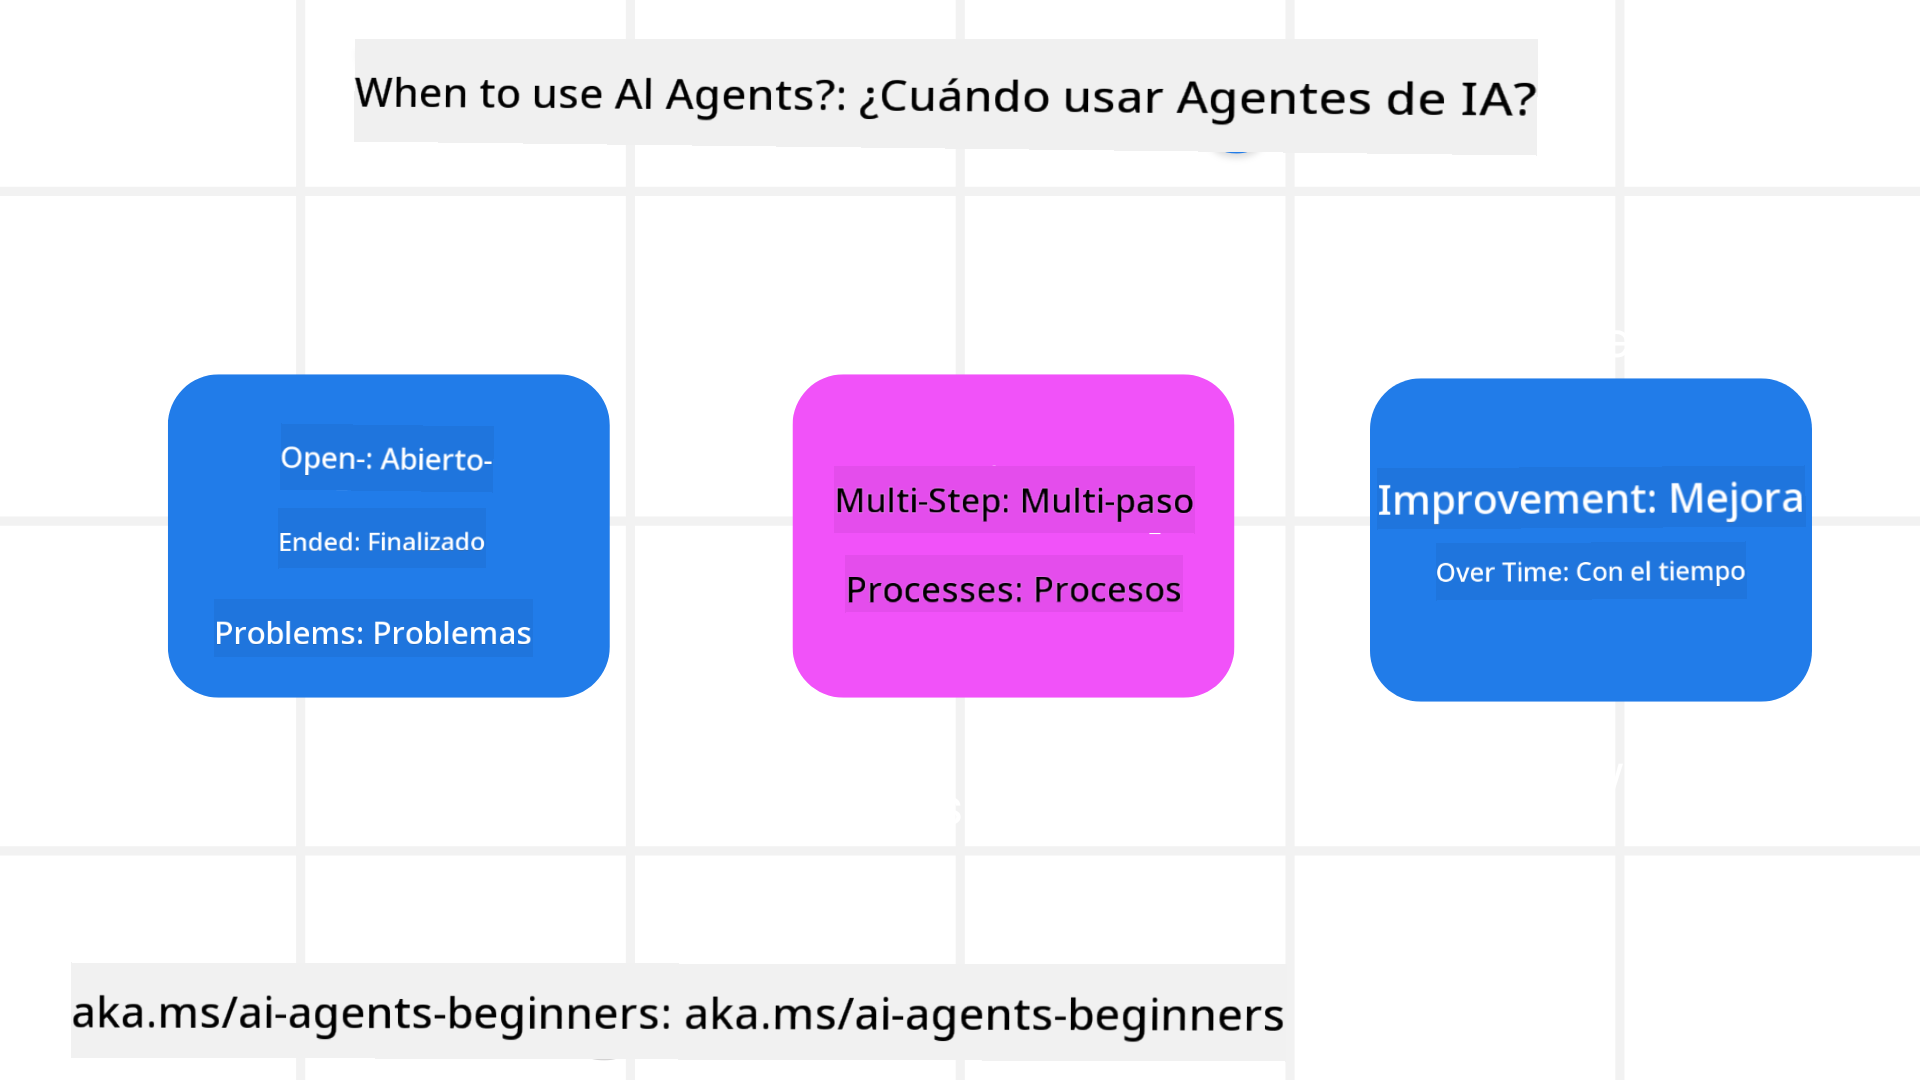 When to use AI Agents?: ¿Cuándo usar Agentes de IA?
Open-: Abierto-
Ended: Finalizado
Problems: Problemas
Multi-Step: Multi-paso
Processes: Procesos
Improvement: Mejora
Over Time: Con el tiempo
aka.ms/ai-agents-beginners: aka.ms/ai-agents-beginners